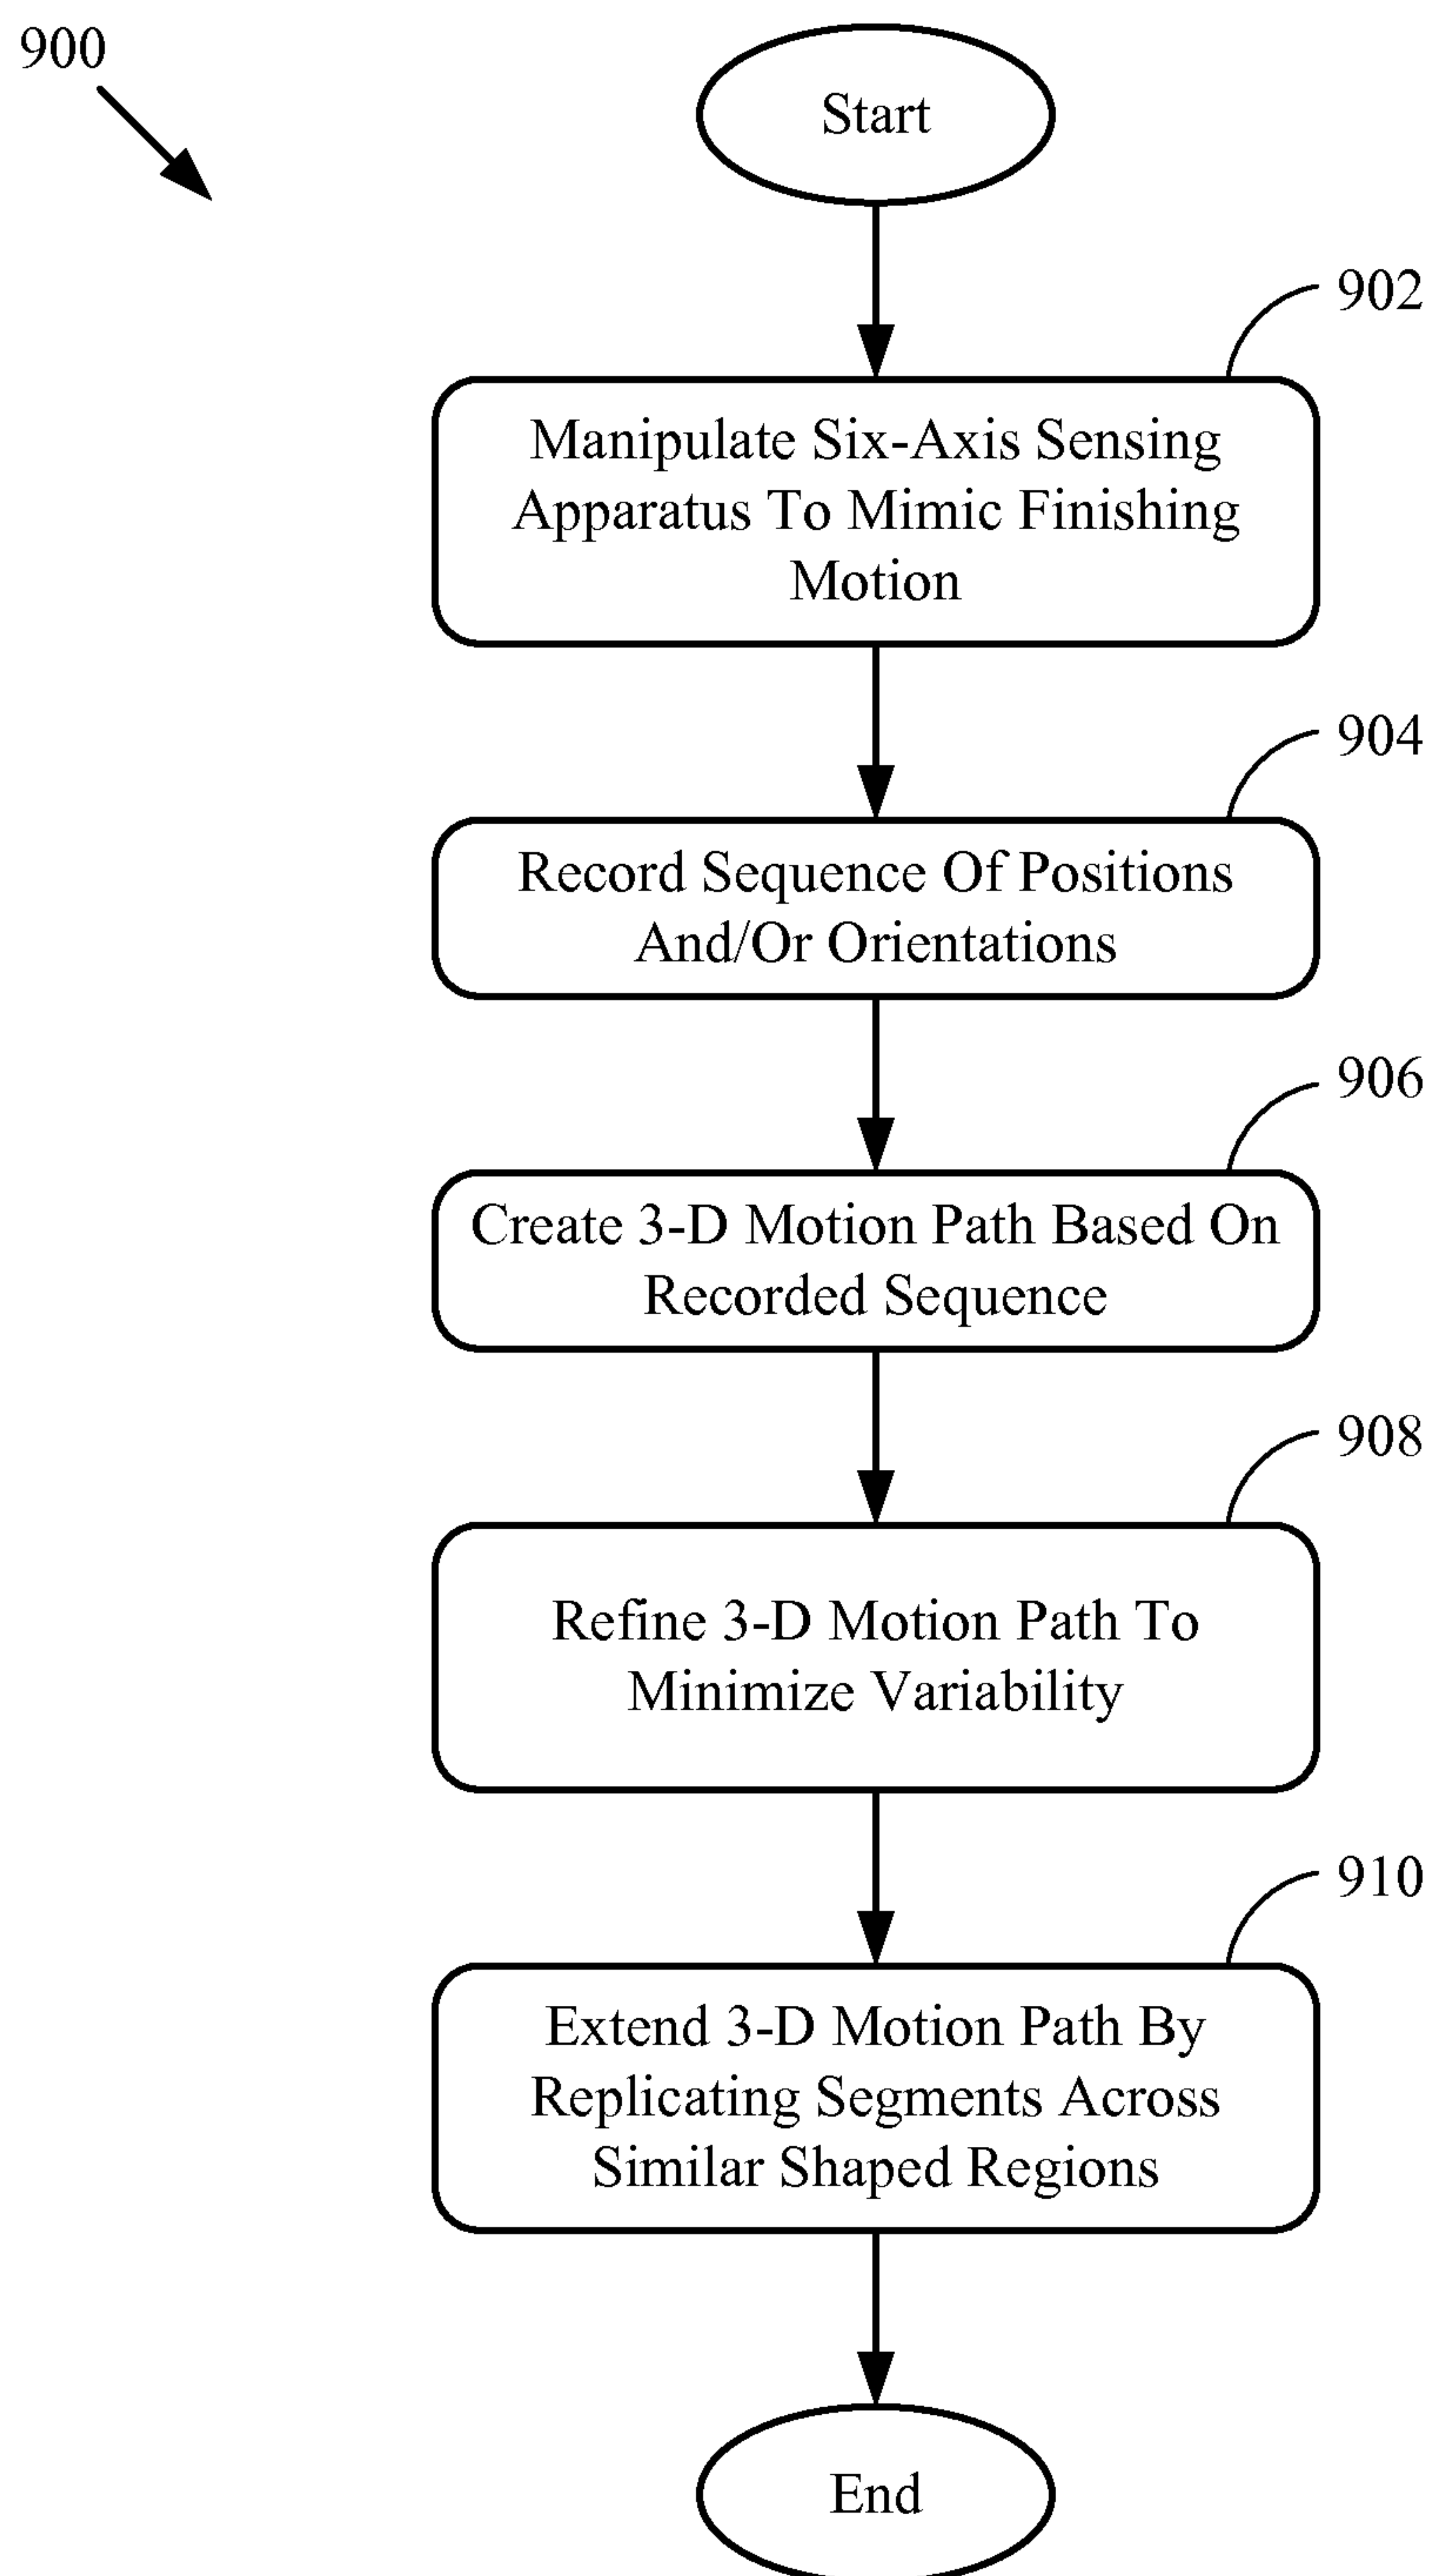 900
Start
902
Manipulate Six-Axis Sensing
Apparatus To Mimic Finishing
Motion
904
Record Sequence Of Positions
And/Or Orientations
906
Create 3-D Motion Path Based On
Recorded Sequence
908
Refine 3-D Motion Path To
Minimize Variability
910
Extend 3-D Motion Path By
Replicating Segments Across
Similar Shaped Regions
End